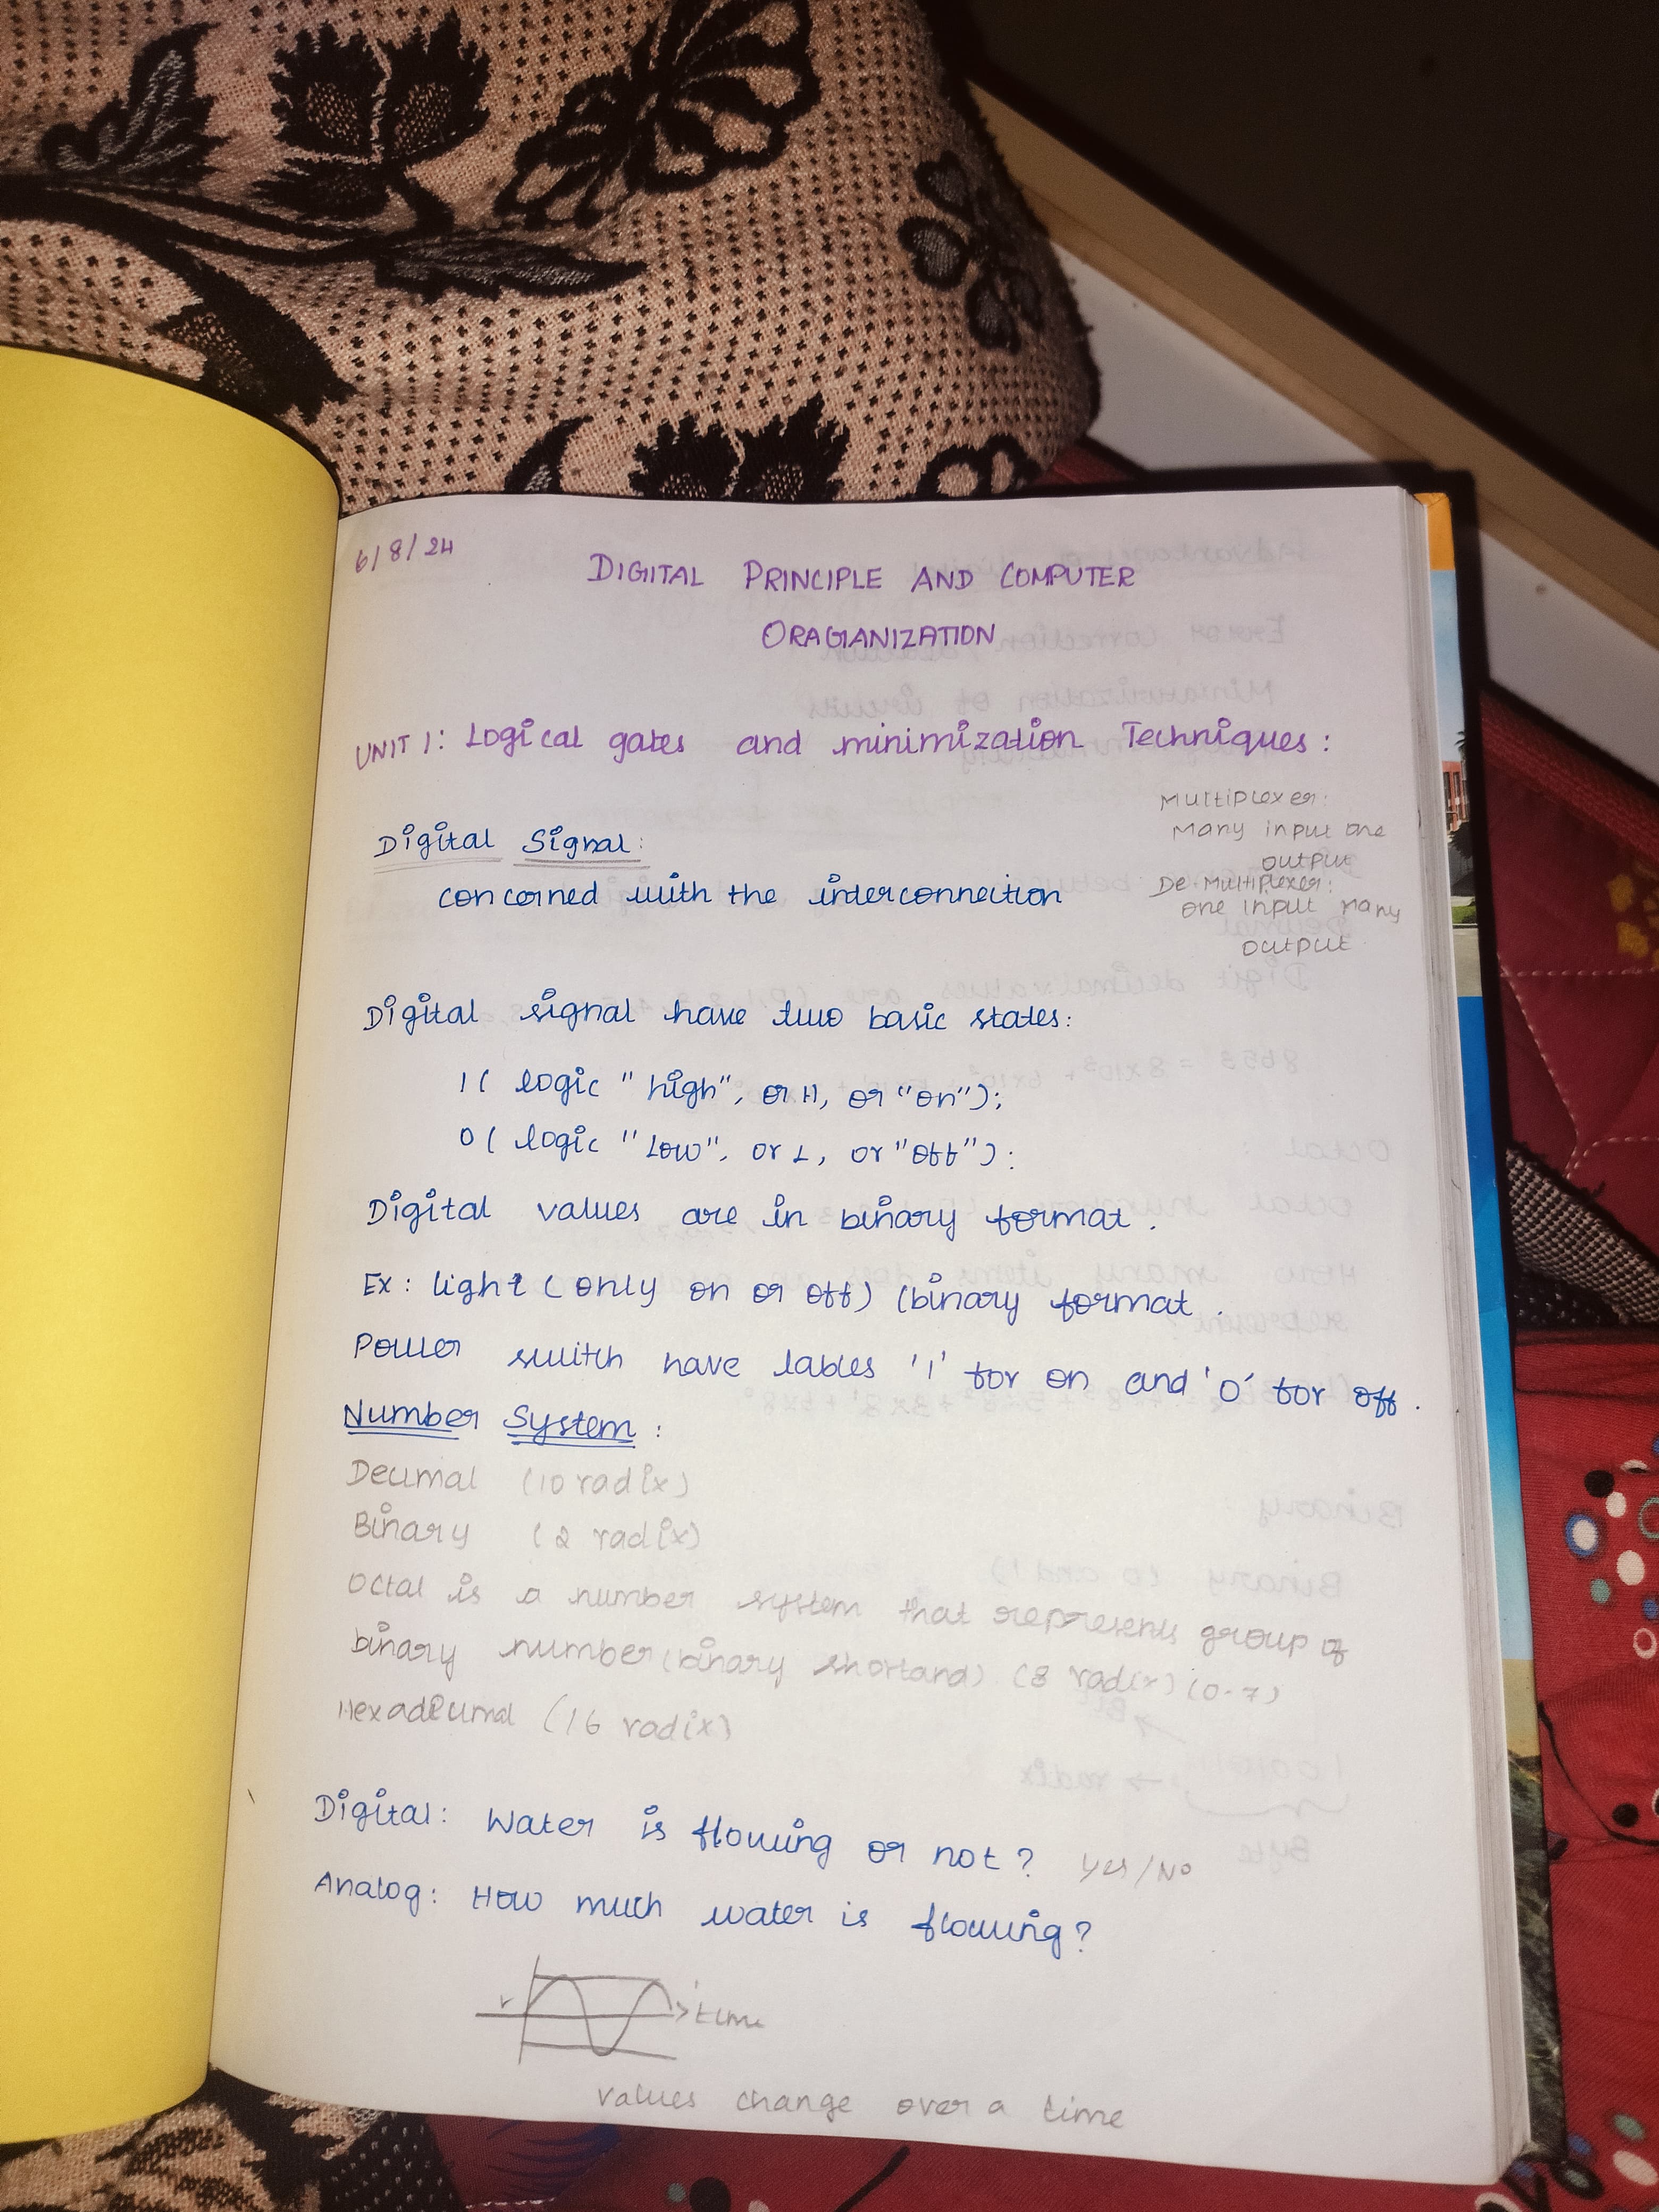 6/8/24
DIGITAL PRINCIPLE AND COMPUTER
ORAGANIZATION
UNIT 1: Logical gates and minimization Techniques:
Multiplexer:
Many input one
output
De Multiplexer:
one input many
output
Digital Signal:
concerned with the interconnection
Digital signal have two basic states:
1( logic "high", or H, or "on");
0( logic "Low", or L, or "off"):
Digital values are in binary format.
Ex: light (only on or off) (binary format.
Power switch have lables '1' for on and '0' for off.
Number System:
Decimal (10 radix)
Binary (2 radix)
Octal is a number system that represents group of
binary number (binary shortand) (8 radix) (0-7)
Hexadecimal (16 radix)
Digital: Water is flowing or not? Yes/No
Analog: How much water is flowing?
V
time
values change over a time